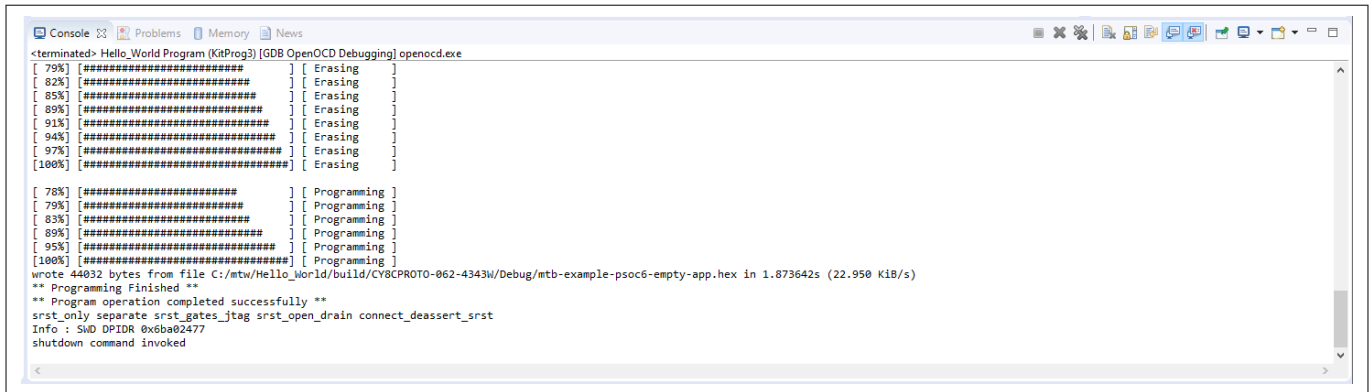 Console Problems Memory News
<terminated> Hello_World Program (KitProg3) [GDB OpenOCD Debugging] openocd.exe
[ 79%] [##########################      ] [ Erasing     ]
[ 82%] [###########################     ] [ Erasing     ]
[ 85%] [############################    ] [ Erasing     ]
[ 89%] [#############################   ] [ Erasing     ]
[ 91%] [##############################  ] [ Erasing     ]
[ 94%] [############################### ] [ Erasing     ]
[ 97%] [################################ ] [ Erasing     ]
[100%] [################################] [ Erasing     ]
[ 78%] [#########################       ] [ Programming ]
[ 79%] [##########################      ] [ Programming ]
[ 83%] [###########################     ] [ Programming ]
[ 89%] [#############################   ] [ Programming ]
[ 95%] [############################### ] [ Programming ]
[100%] [################################] [ Programming ]
wrote 44032 bytes from file C:/mtw/Hello_World/build/CY8CPROTO-062-4343W/Debug/mtb-example-psoc6-empty-app.hex in 1.873642s (22.950 KiB/s)
** Programming Finished **
** Program operation completed successfully **
srst_only separate srst_gates_jtag srst_open_drain connect_deassert_srst
Info : SWD DPIDR 0x6ba02477
shutdown command invoked